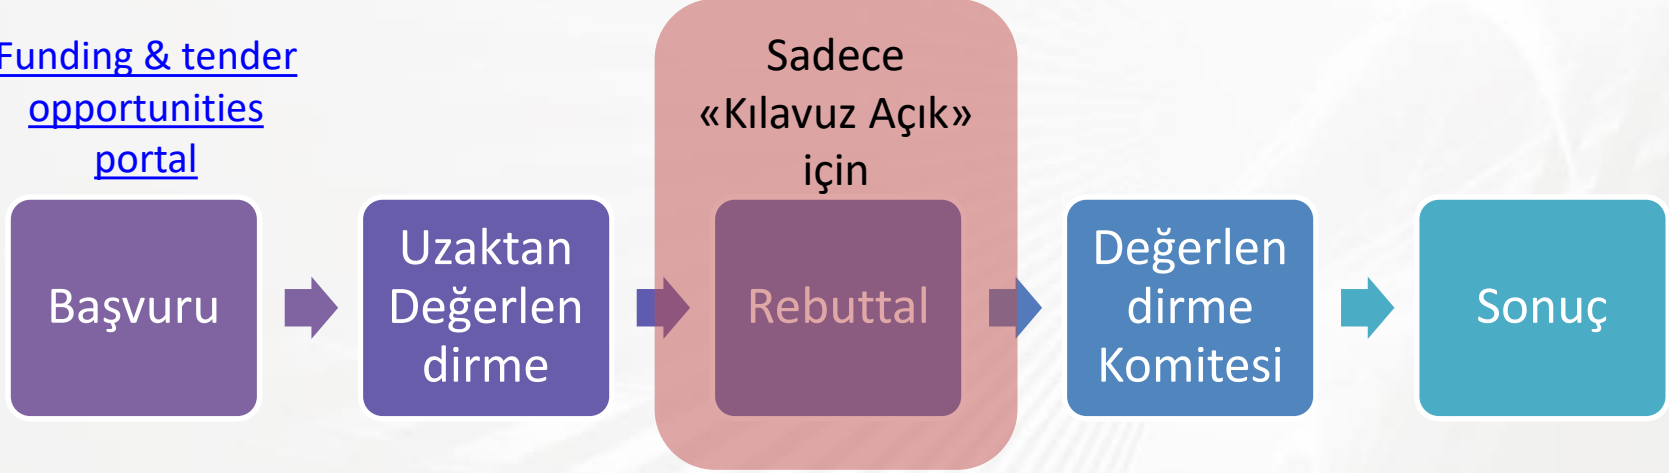 Funding & tender
opportunities
portal
Sadece
«Kılavuz Açık»
için
Başvuru
Uzaktan
Değerlen
dirme
Rebuttal
Değerlen
dirme
Komitesi
Sonuç